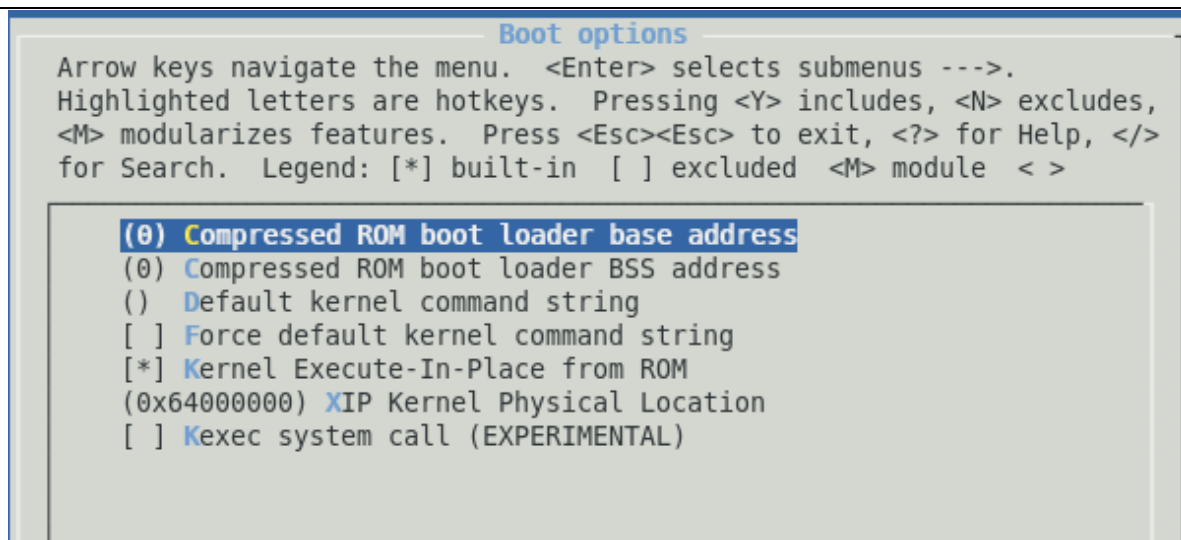 Boot options
Arrow keys navigate the menu.  <Enter> selects submenus --->.
Highlighted letters are hotkeys.  Pressing <Y> includes, <N> excludes,
<M> modularizes features.  Press <Esc><Esc> to exit, <?> for Help, </>
for Search.  Legend: [*] built-in  [ ] excluded  <M> module  < >
(0) Compressed ROM boot loader base address
(0) Compressed ROM boot loader BSS address
()  Default kernel command string
[ ] Force default kernel command string
[*] Kernel Execute-In-Place from ROM
(0x64000000) XIP Kernel Physical Location
[ ] Kexec system call (EXPERIMENTAL)